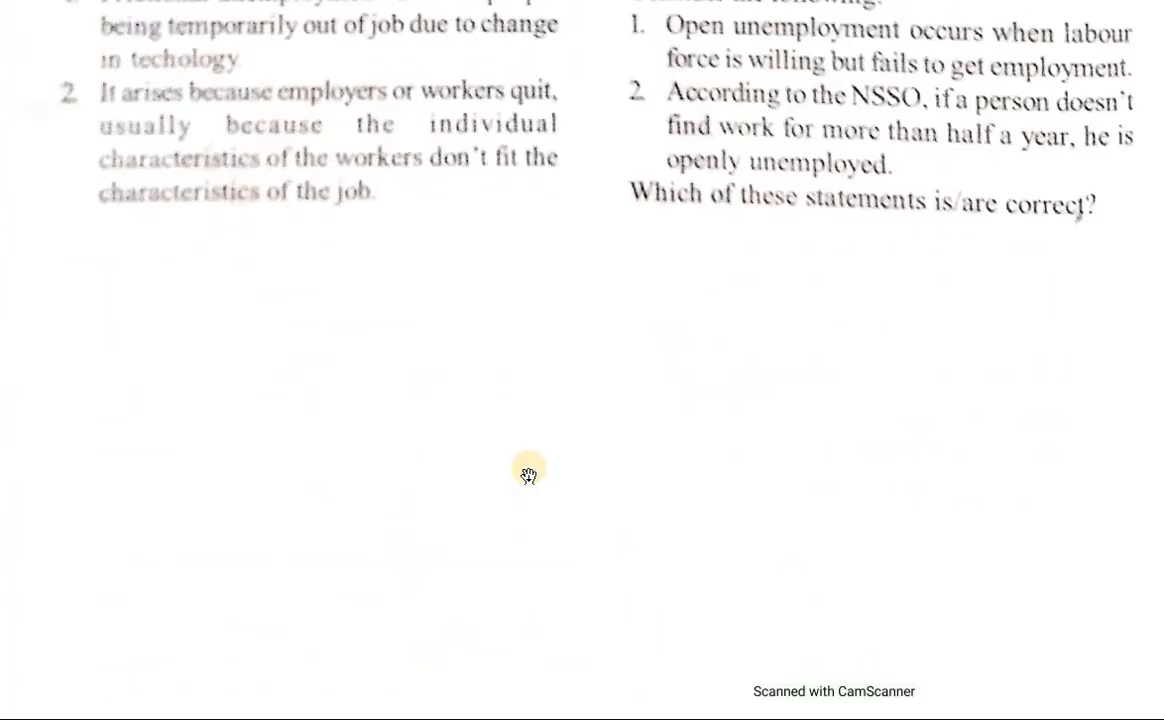 being temporarily out of job due to change
in techology
2. It arises because employers or workers quit,
usually because the individual
characteristics of the workers don't fit the
characteristics of the job.
1. Open unemployment occurs when labour
force is willing but fails to get employment.
2. According to the NSSO, if a person doesn't
find work for more than half a year, he is
openly unemployed.
Which of these statements is/are correct?
Scanned with CamScanner